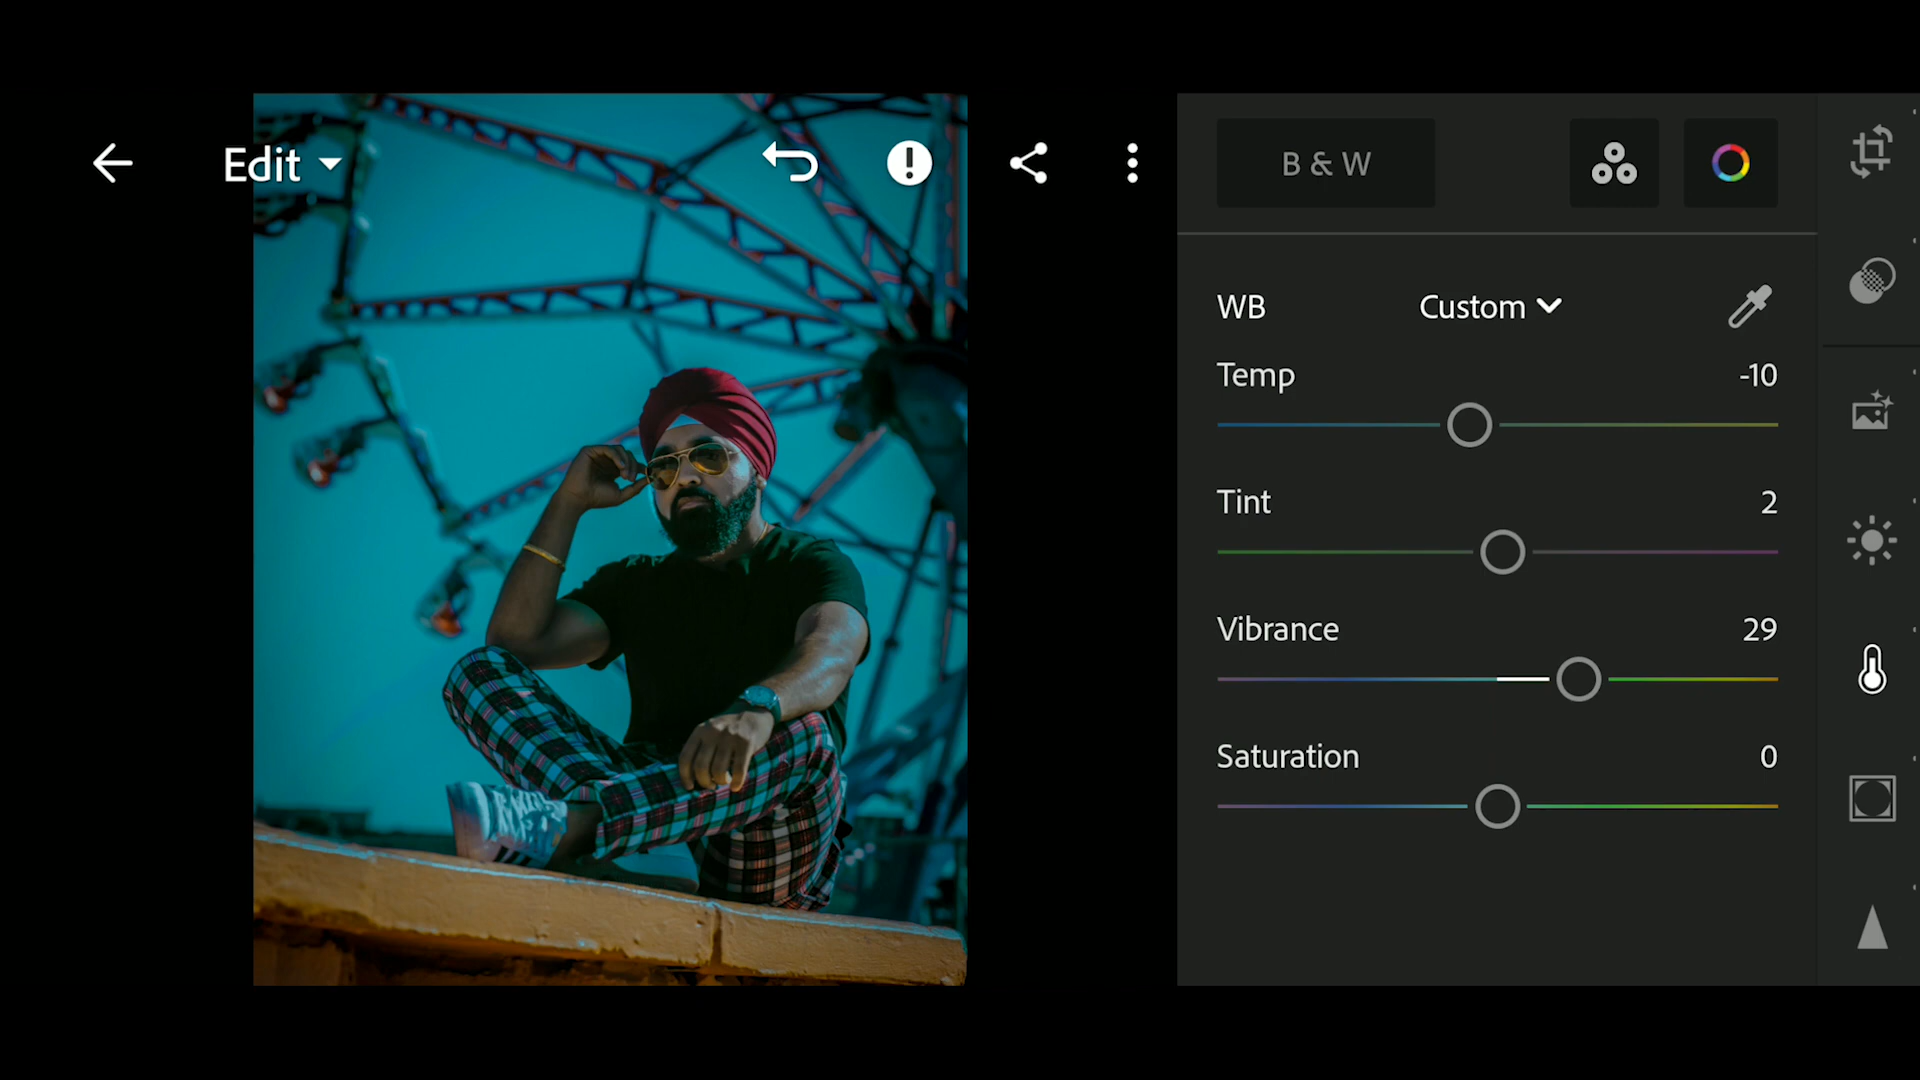 Edit
B & W
WB Custom
Temp -10
Tint 2
Vibrance 29
Saturation 0